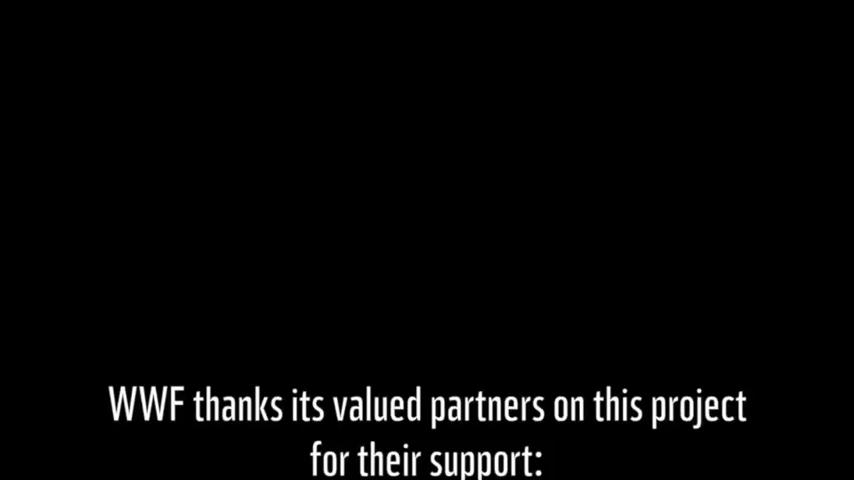 WWF thanks its valued partners on this project
for their support: